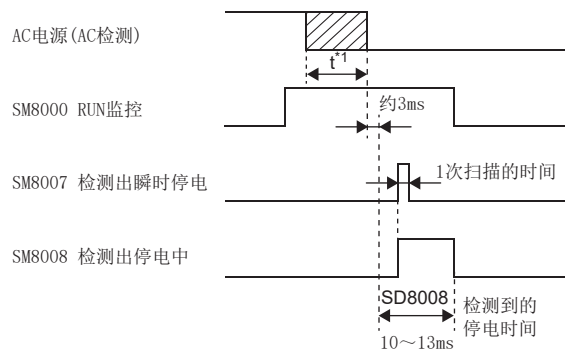 AC电源(AC检测)
t*1
SM8000 RUN监控
约3ms
SM8007 检测出瞬时停电
1次扫描的时间
SM8008 检测出停电中
SD8008
检测到的
停电时间
10～13ms